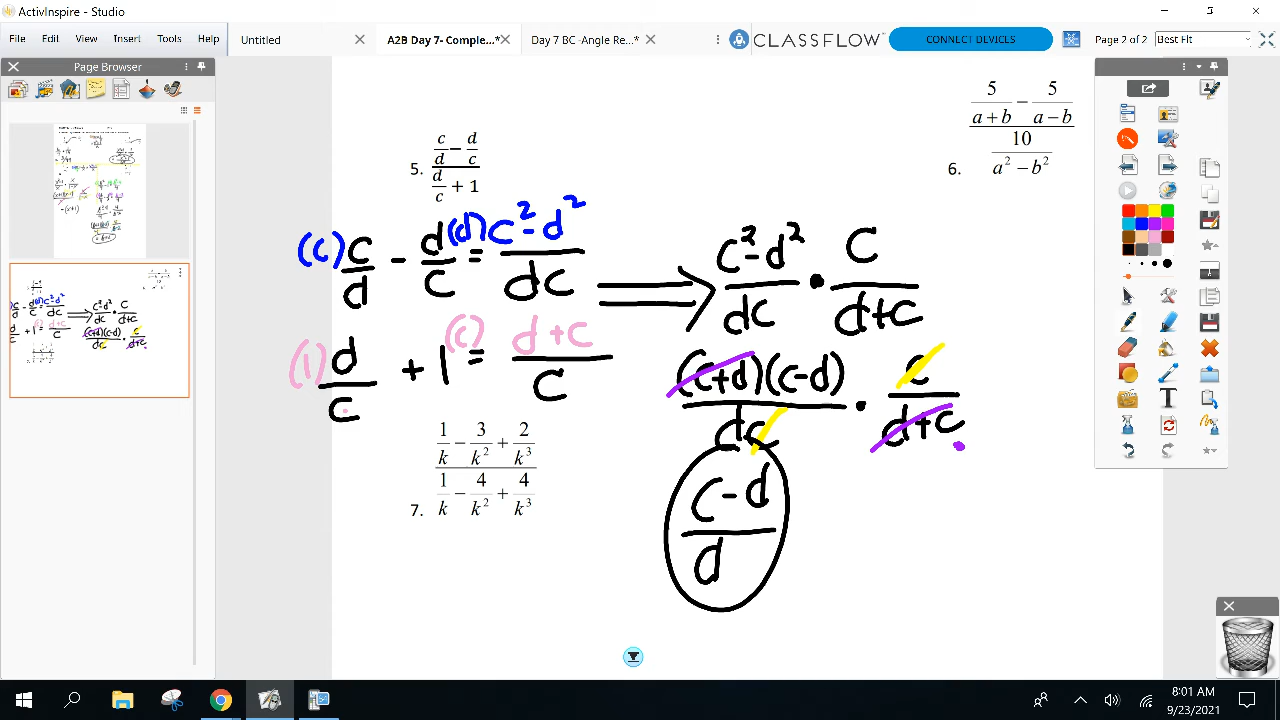 ActivInspire - Studio
File Edit View Insert Tools Help
Untitled
A2B Day 7- Comple...*
Day 7 BC -Angle Re... *
CLASSFLOW
CONNECT DEVICES
Page 2 of 2
Best Fit
Page Browser
5. (c/d - d/c) / (d/c + 1)
6. (5/(a + b) - 5/(a - b)) / (10/(a² - b²))
(c) c/d - d/c (d) = (c² - d²)/dc ⟹ (c² - d²)/dc · c/(d+c)
(1) d/c + 1 (c) = (d+c)/c
(c+d)(c-d)/dc · c/(d+c)
(c-d)/d
7. (1/k - 3/k² + 2/k³) / (1/k - 4/k² + 4/k³)
8:01 AM
9/23/2021